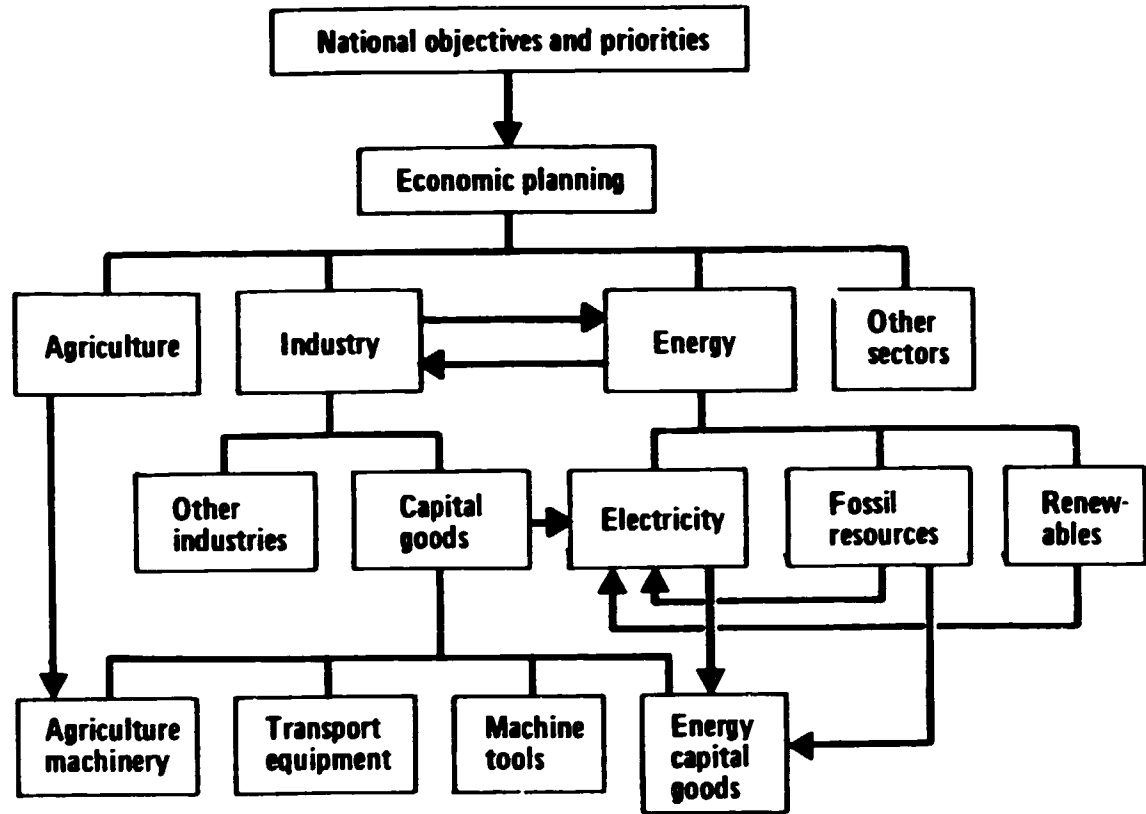 National objectives and priorities
Economic planning
Agriculture
Industry
Energy
Other
sectors
Other
industries
Capital
goods
Electricity
Fossil
resources
Renew-
ables
Agriculture
machinery
Transport
equipment
Machine
tools
Energy
capital
goods